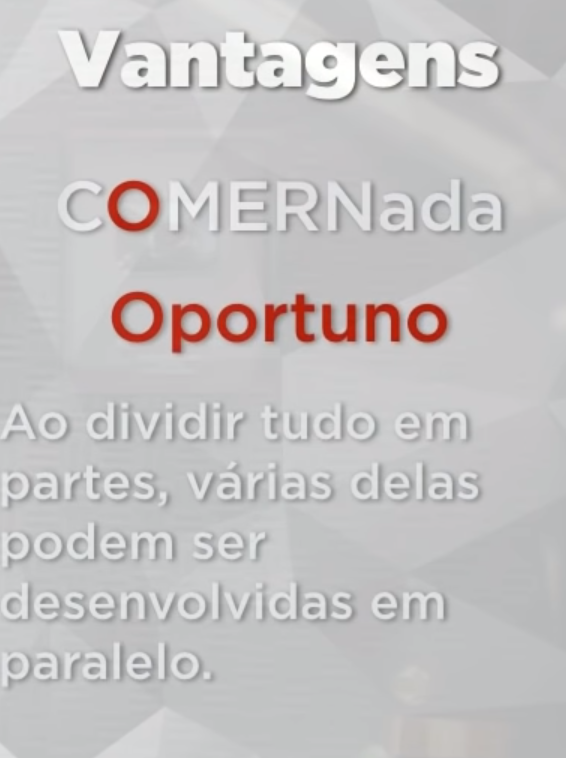 Vantagens
COMERNada
Oportuno
Ao dividir tudo em
partes, várias delas
podem ser
desenvolvidas em
paralelo.